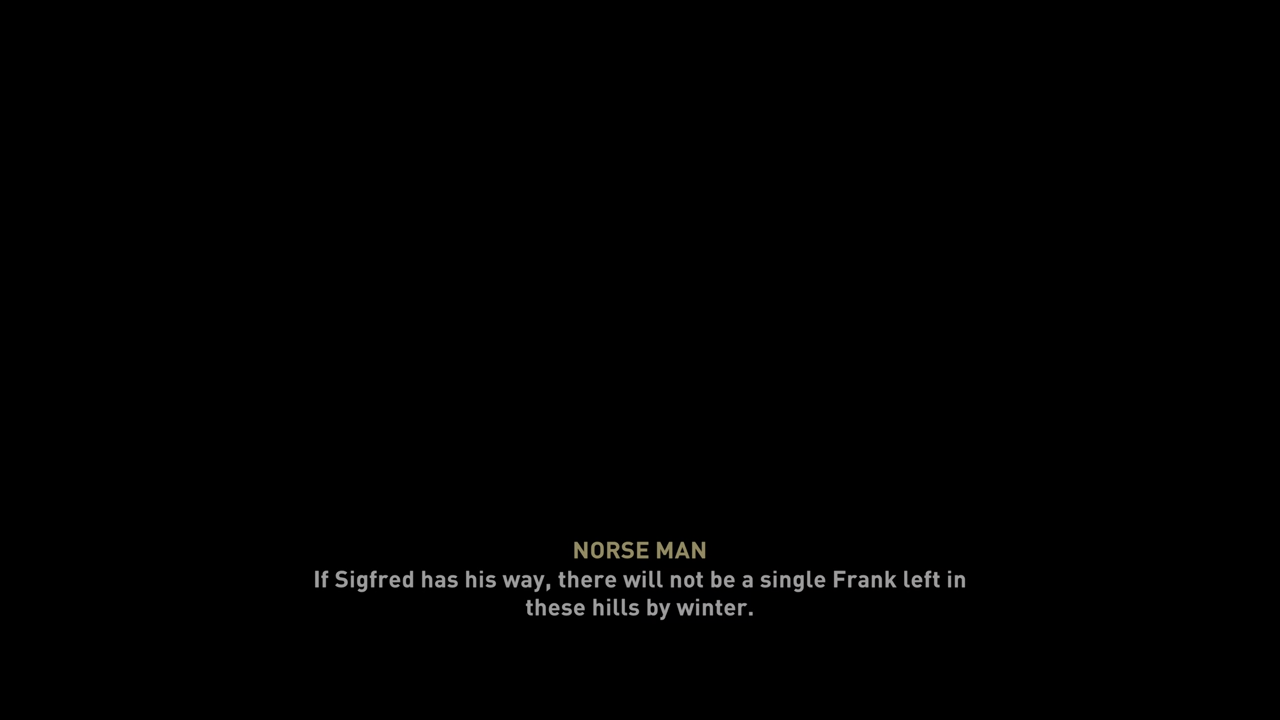 NORSE MAN
If Sigfred has his way, there will not be a single Frank left in
these hills by winter.